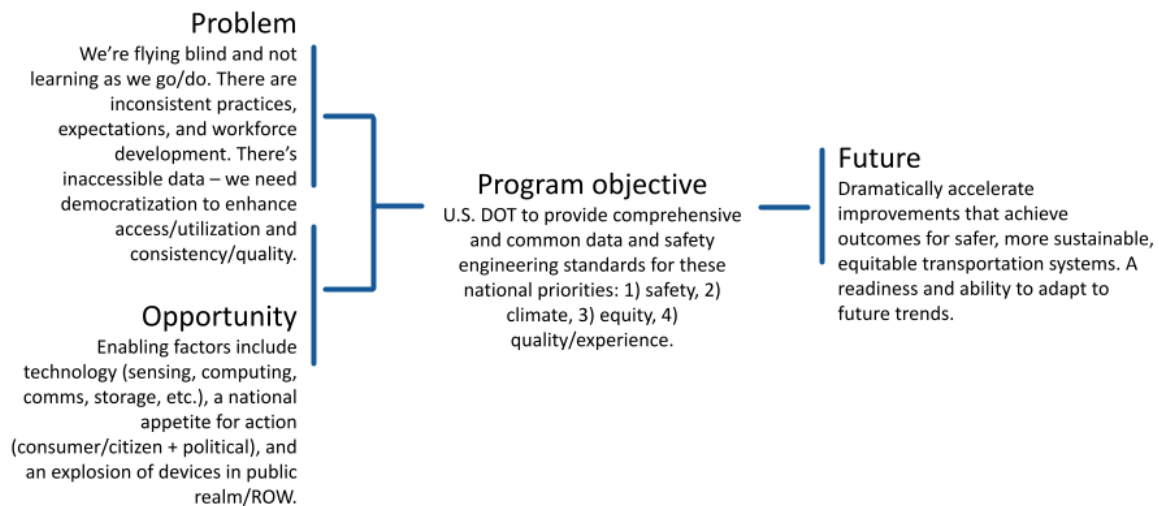 Problem
We're flying blind and not
learning as we go/do. There are
inconsistent practices,
expectations, and workforce
development. There's
inaccessible data – we need
democratization to enhance
access/utilization and
consistency/quality.
Opportunity
Enabling factors include
technology (sensing, computing,
comms, storage, etc.), a national
appetite for action
(consumer/citizen + political), and
an explosion of devices in public
realm/ROW.
Program objective
U.S. DOT to provide comprehensive
and common data and safety
engineering standards for these
national priorities: 1) safety, 2)
climate, 3) equity, 4)
quality/experience.
Future
Dramatically accelerate
improvements that achieve
outcomes for safer, more sustainable,
equitable transportation systems. A
readiness and ability to adapt to
future trends.